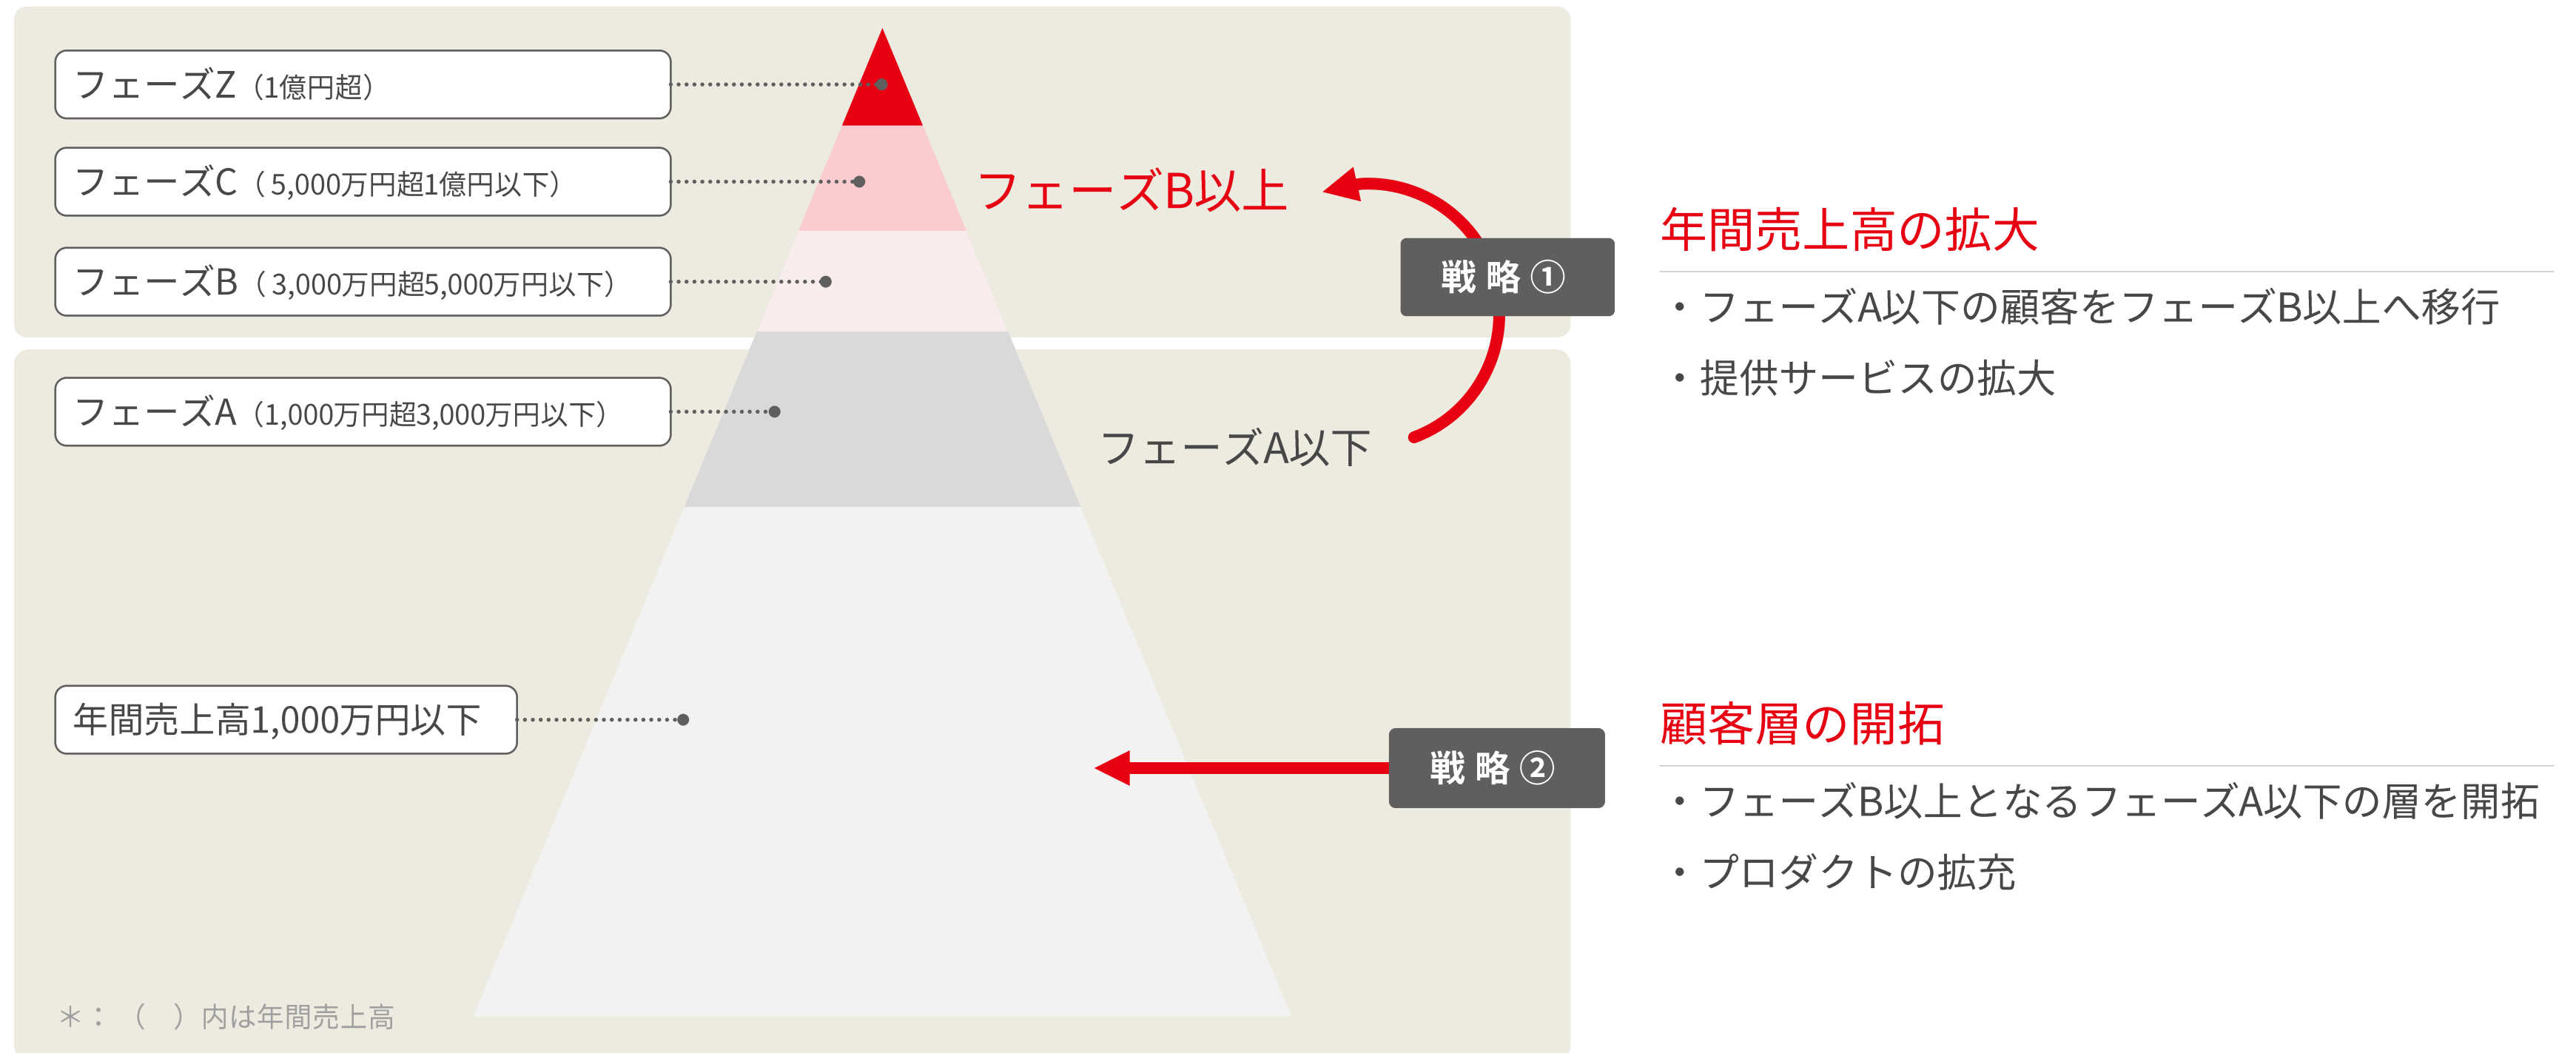 フェーズZ（1億円超）
フェーズC（5,000万円超1億円以下）
フェーズB（3,000万円超5,000万円以下）
フェーズB以上
戦略①
年間売上高の拡大
・フェーズA以下の顧客をフェーズB以上へ移行
・提供サービスの拡大
フェーズA（1,000万円超3,000万円以下）
フェーズA以下
年間売上高1,000万円以下
戦略②
顧客層の開拓
・フェーズB以上となるフェーズA以下の層を開拓
・プロダクトの拡充
＊：（　）内は年間売上高